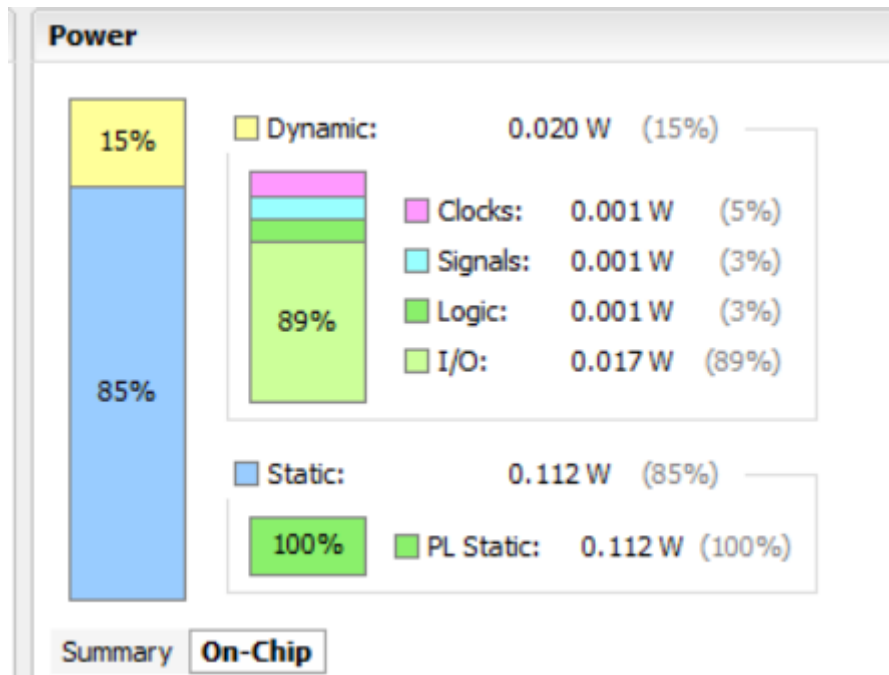 Power
15%
Dynamic: 0.020 W (15%)
Clocks: 0.001 W (5%)
Signals: 0.001 W (3%)
Logic: 0.001 W (3%)
89%
I/O: 0.017 W (89%)
85%
Static: 0.112 W (85%)
100% PL Static: 0.112 W (100%)
Summary On-Chip